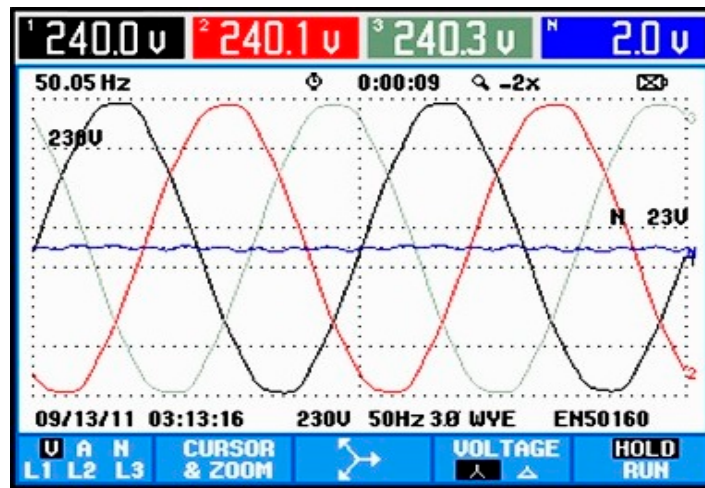 1 240.0 V 2 240.1 V 3 240.3 V N 2.0 V
50.05 Hz 0:00:09 -2x
3
230V
N 23V
N
2
09/13/11 03:13:16 230V 50Hz 3Ø WYE EN50160
V A N CURSOR VOLTAGE HOLD
L1 L2 L3 & ZOOM RUN